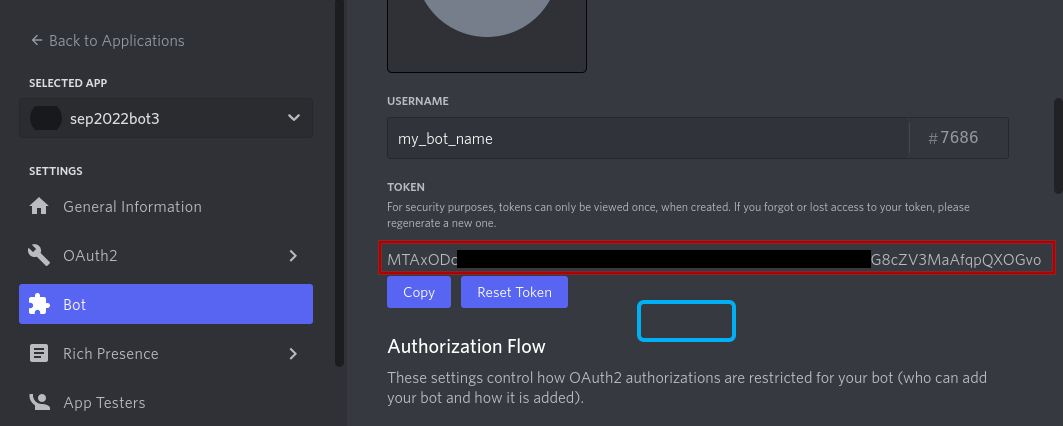 Back to Applications
SELECTED APP
sep2022bot3
SETTINGS
General Information
OAuth2
Bot
Rich Presence
App Testers
USERNAME
my_bot_name
#7686
TOKEN
For security purposes, tokens can only be viewed once, when created. If you forgot or lost access to your token, please
regenerate a new one.
MTAxODc G8cZV3MaAfqpQXOGvo
Copy
Reset Token
Authorization Flow
These settings control how OAuth2 authorizations are restricted for your bot (who can add
your bot and how it is added).